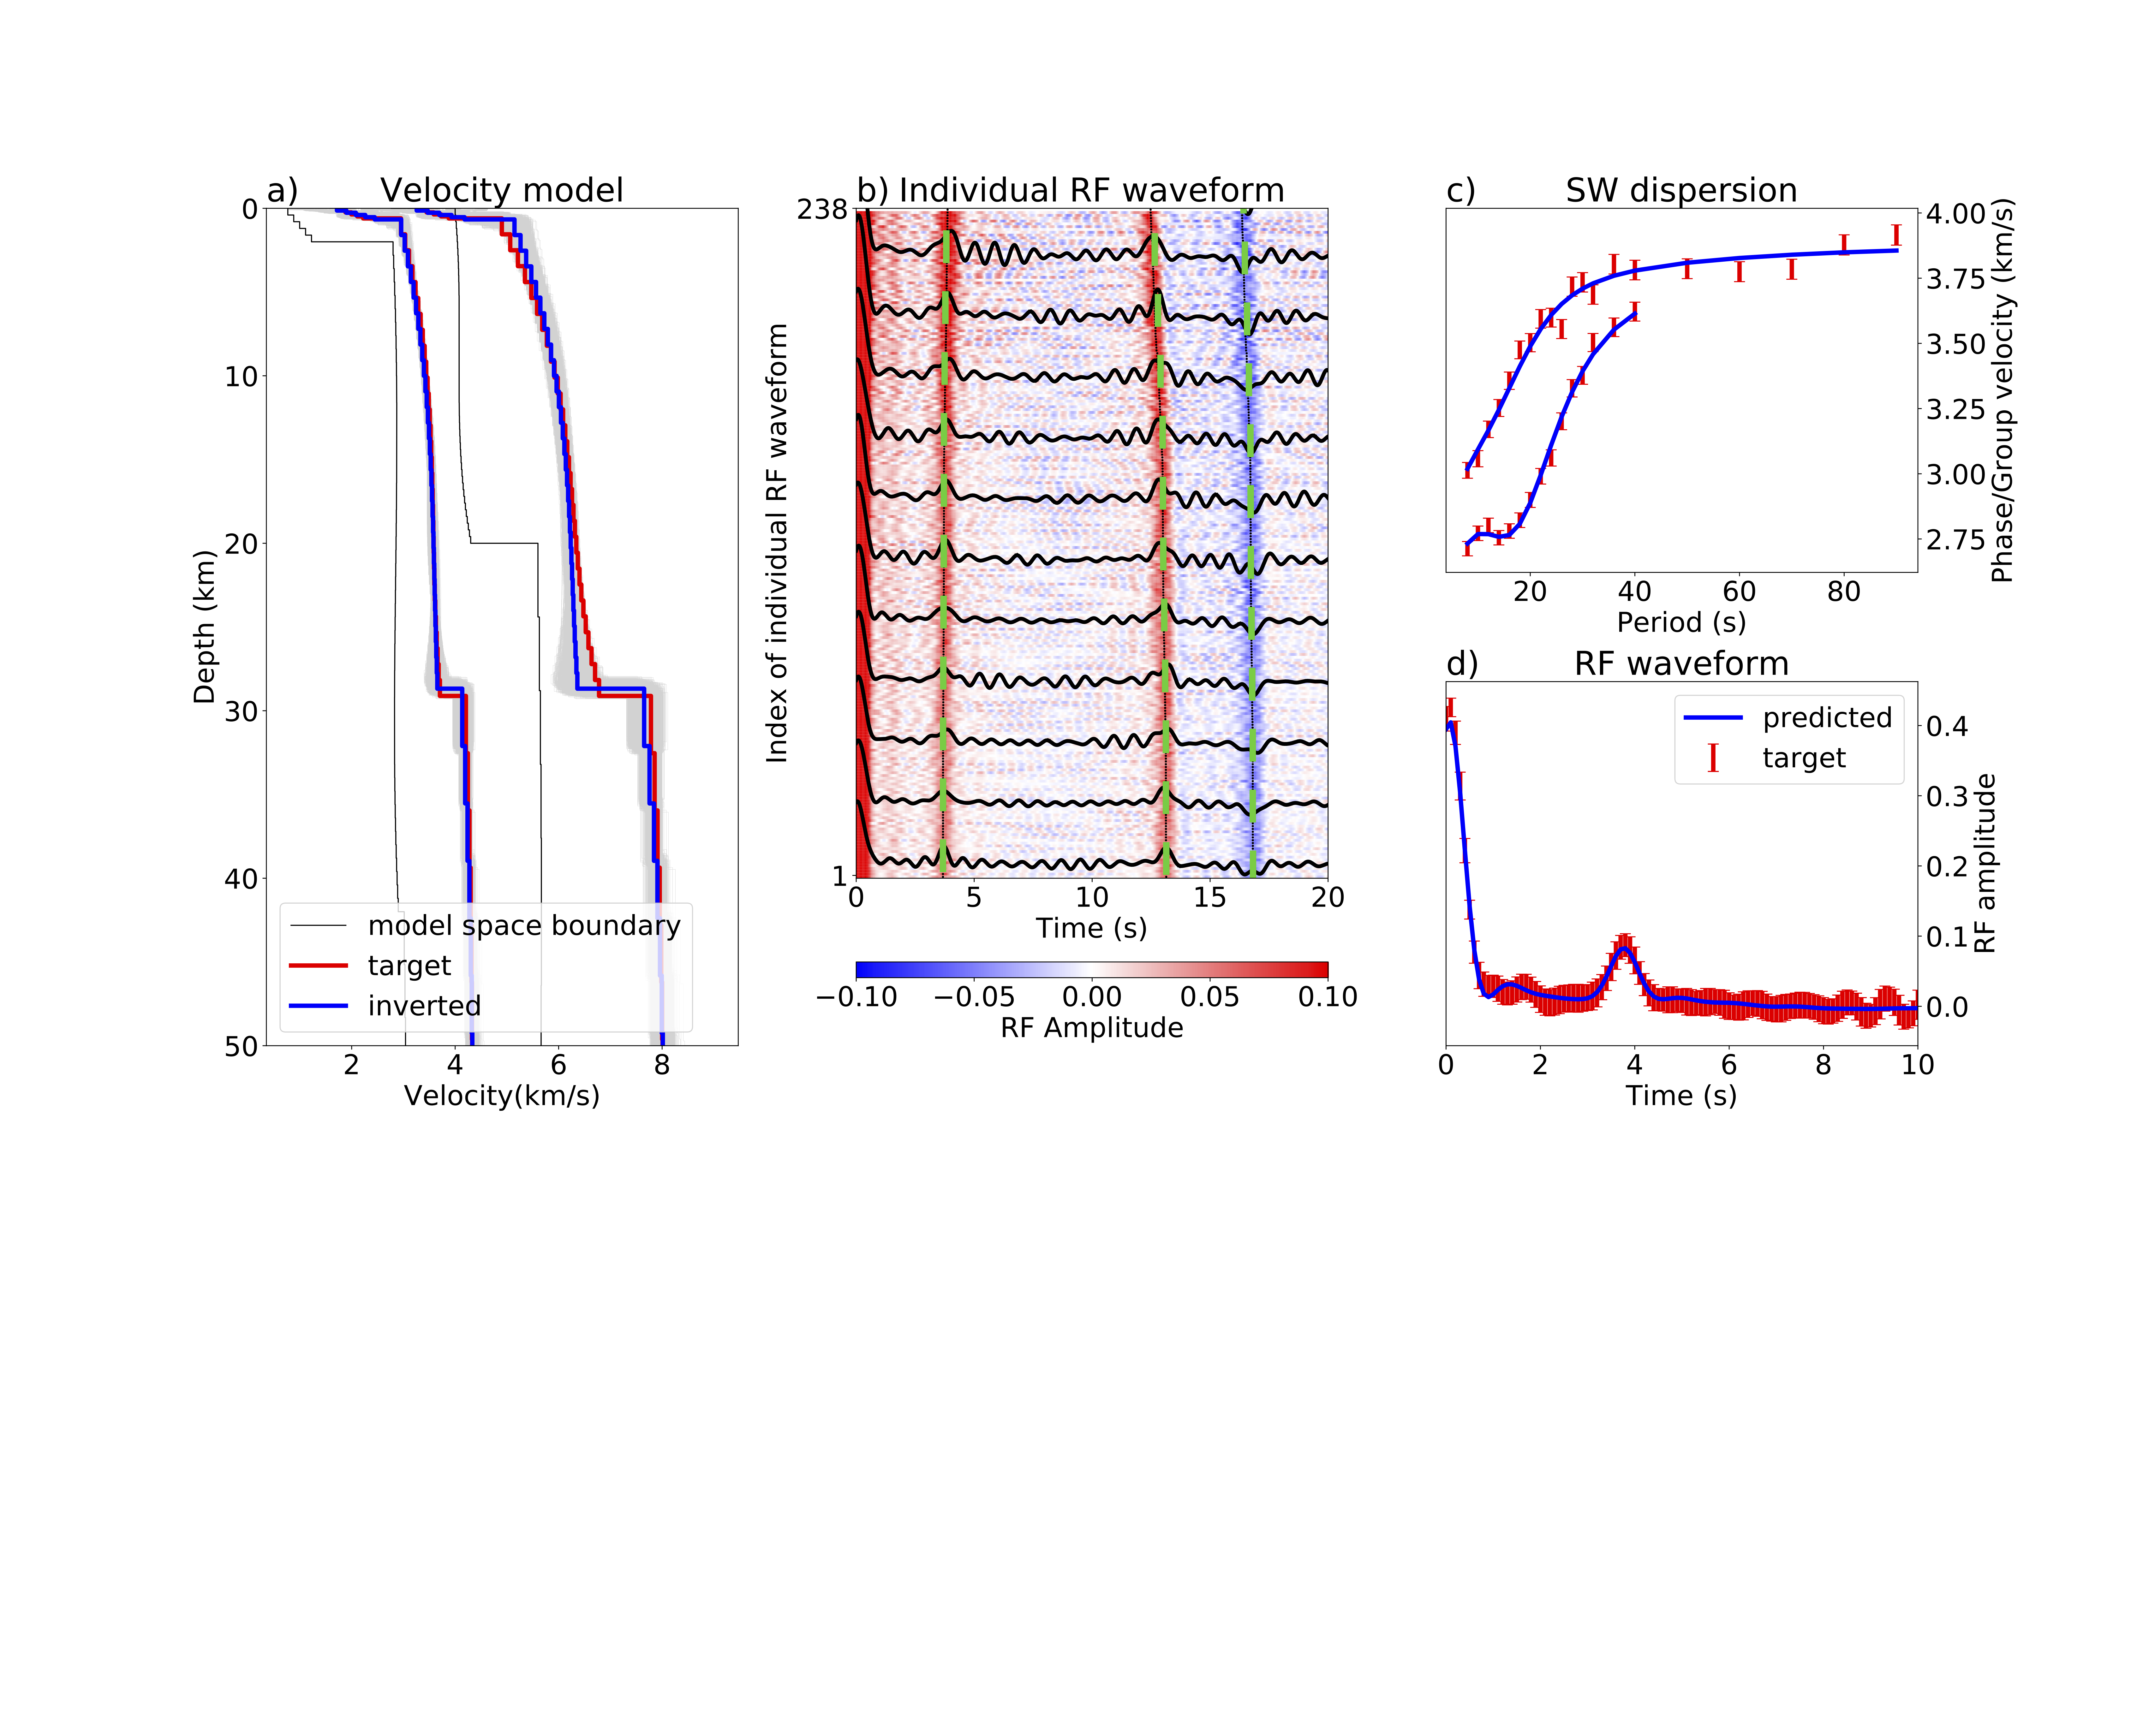 a) Velocity model
0
10
20
30
40
50
Depth (km)
model space boundary
target
inverted
2 4 6 8
Velocity(km/s)
b) Individual RF waveform
238
1
Index of individual RF waveform
0 5 10 15 20
Time (s)
−0.10 −0.05 0.00 0.05 0.10
RF Amplitude
c) SW dispersion
4.00
3.75
3.50
3.25
3.00
2.75
Phase/Group velocity (km/s)
20 40 60 80
Period (s)
d) RF waveform
predicted
target
0.4
0.3
0.2
0.1
0.0
RF amplitude
0 2 4 6 8 10
Time (s)